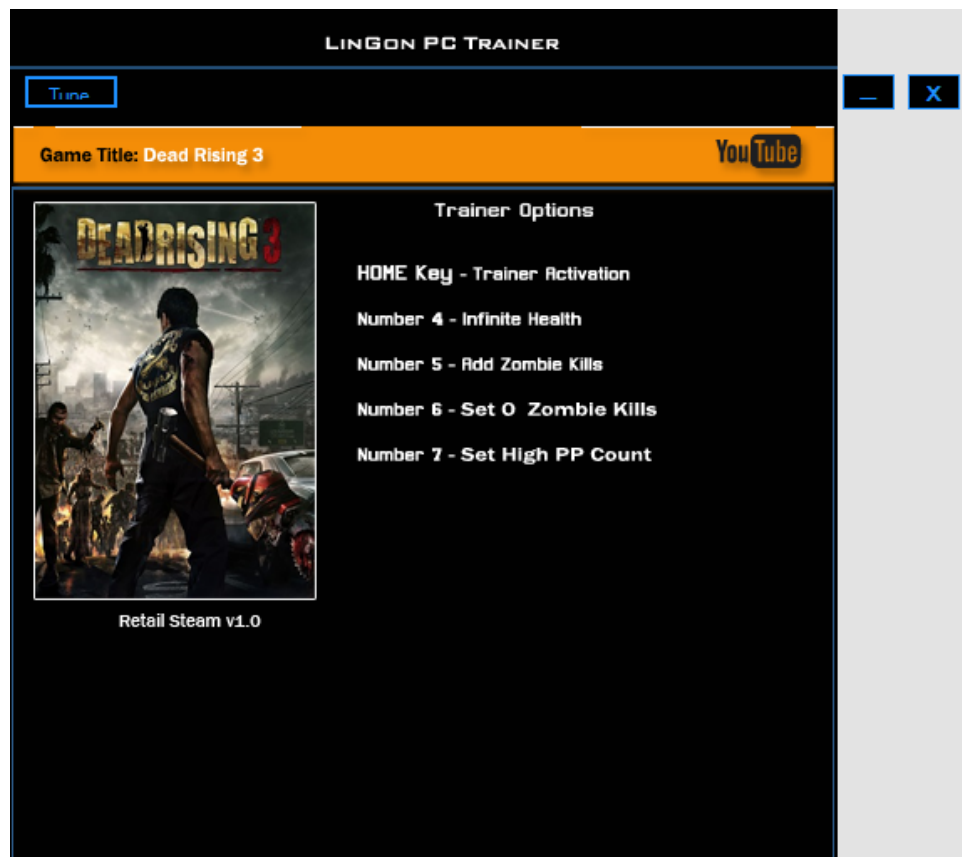 LinGon PC Trainer
Tune
_ X
Game Title: Dead Rising 3
YouTube
DEADRISING 3
Trainer Options
HOME Key - Trainer Activation
Number 4 - Infinite Health
Number 5 - Add Zombie Kills
Number 6 - Set 0 Zombie Kills
Number 7 - Set High PP Count
Retail Steam v1.0